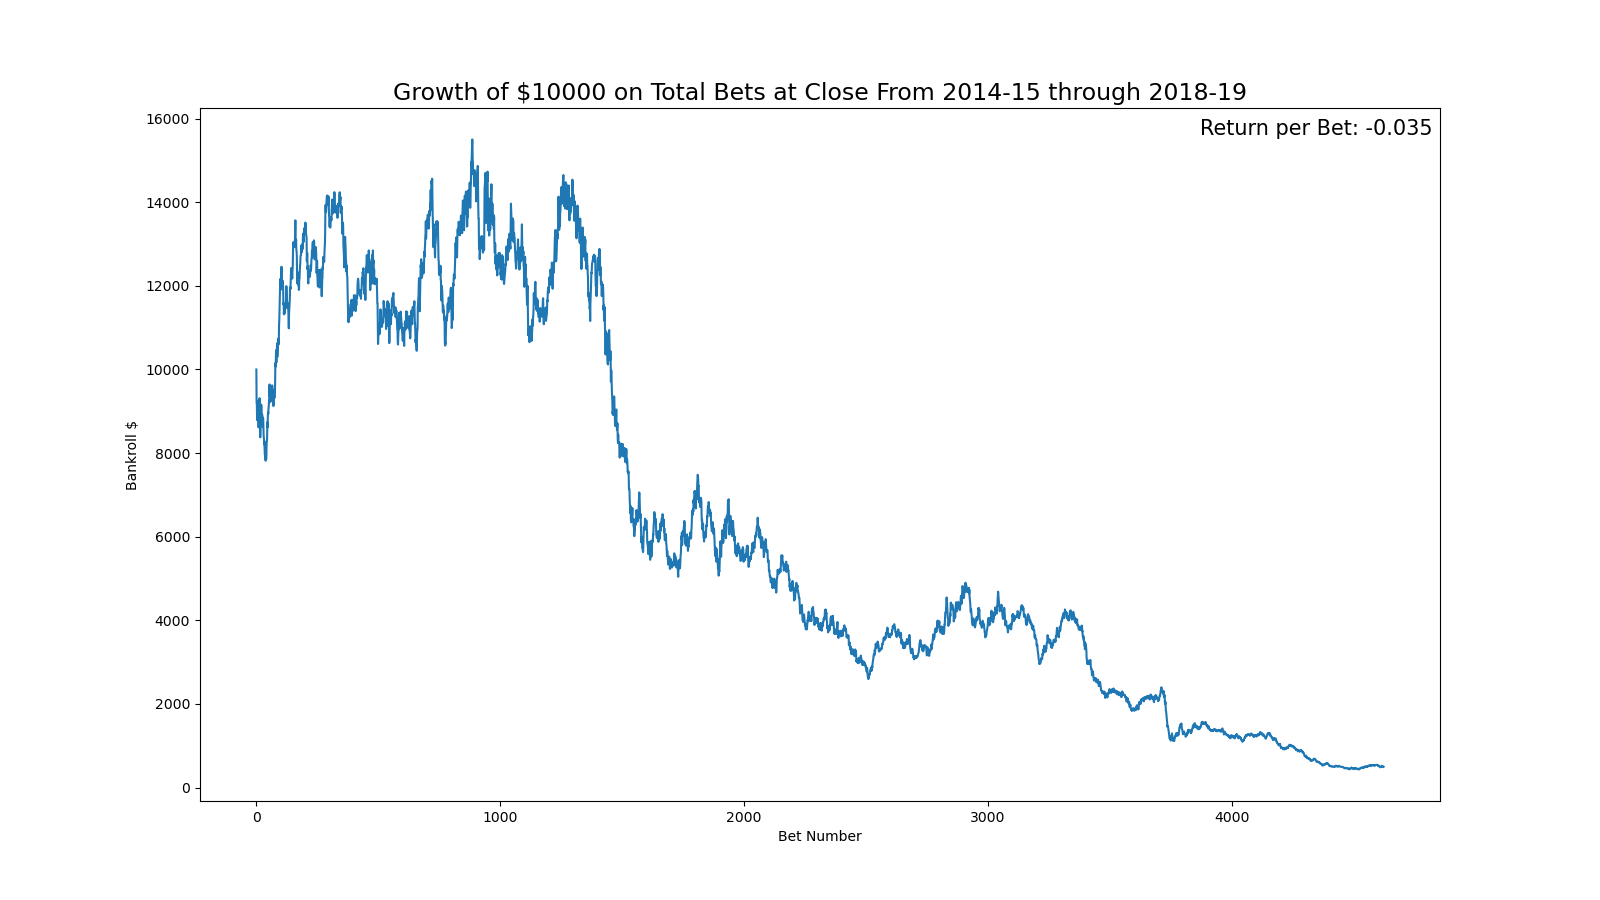 Growth of $10000 on Total Bets at Close From 2014-15 through 2018-19
Return per Bet: -0.035
16000
14000
12000
10000
8000
6000
4000
2000
0
Bankroll $
0 1000 2000 3000 4000
Bet Number